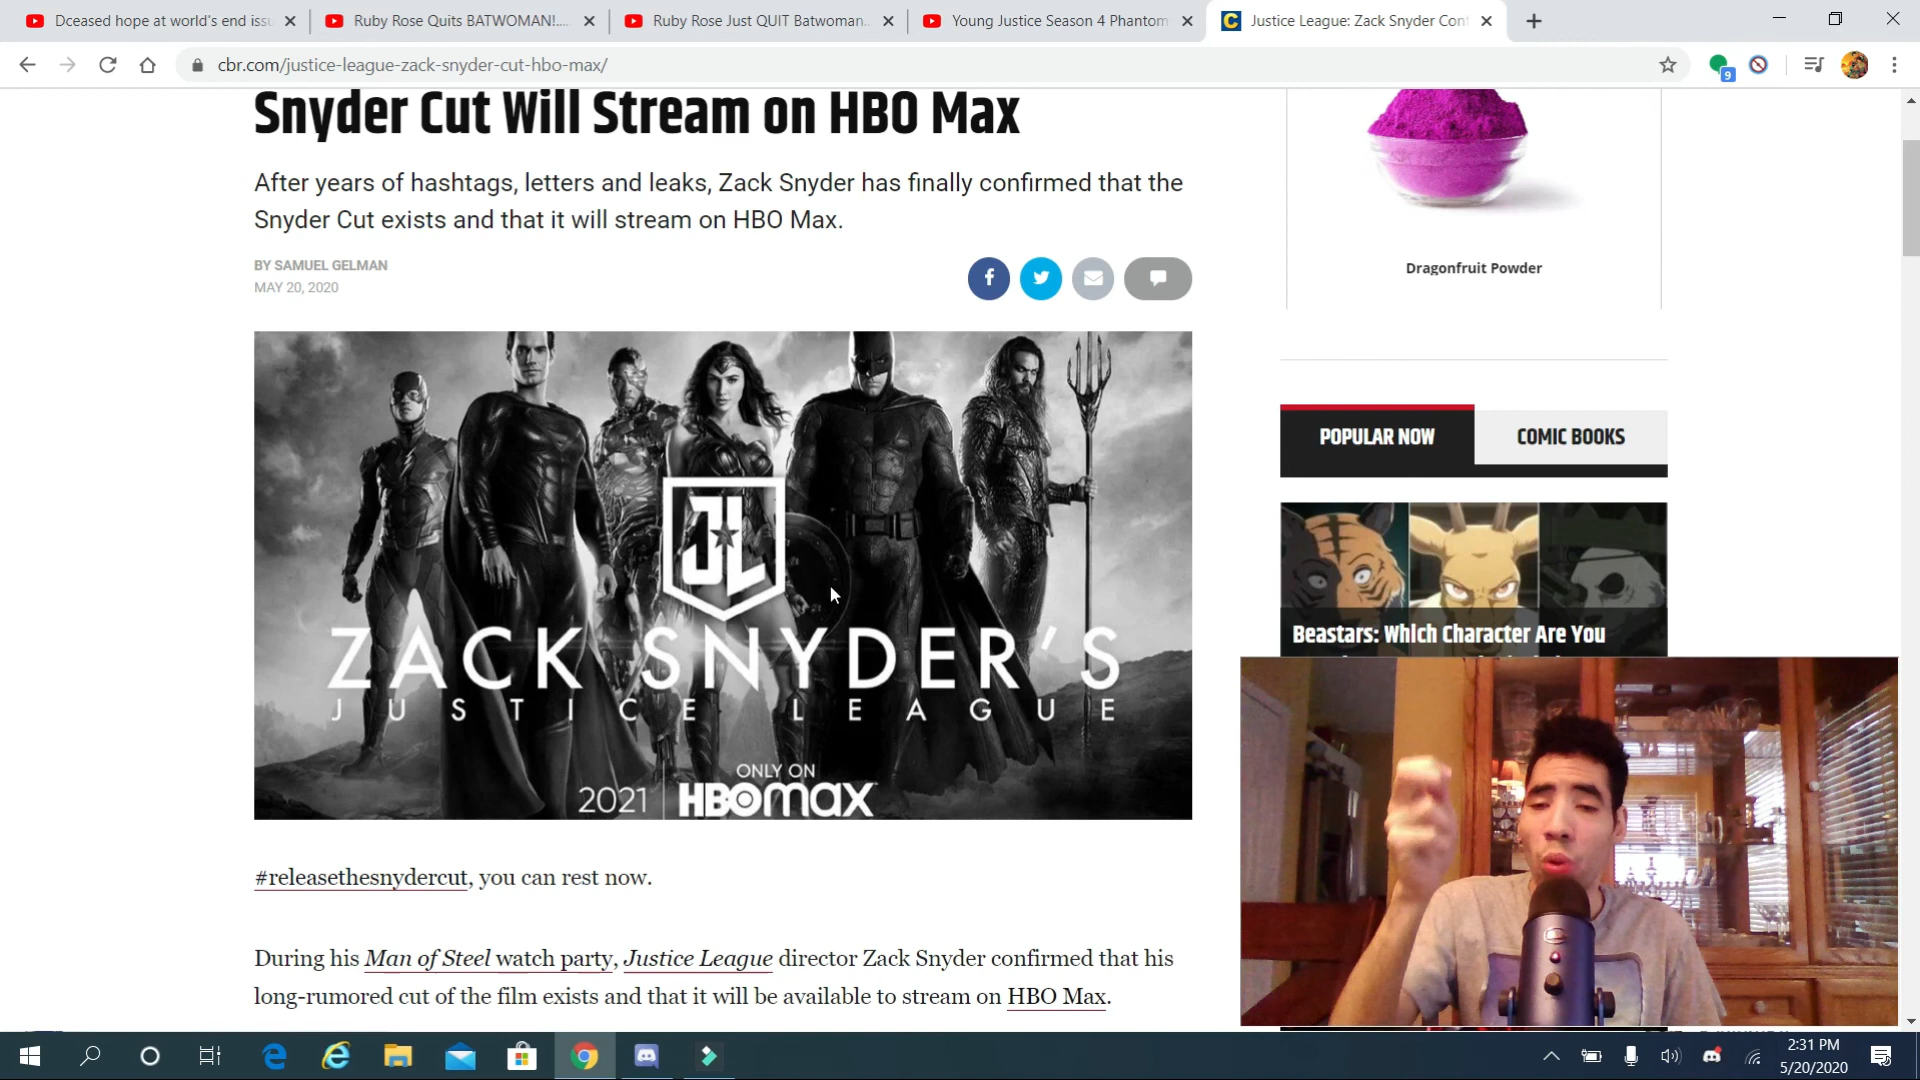 Dceased hope at world's end issu
Ruby Rose Quits BATWOMAN!....
Ruby Rose Just QUIT Batwoman..
Young Justice Season 4 Phantom
Justice League: Zack Snyder Con
cbr.com/justice-league-zack-snyder-cut-hbo-max/
9
Snyder Cut Will Stream on HBO Max
After years of hashtags, letters and leaks, Zack Snyder has finally confirmed that the
Snyder Cut exists and that it will stream on HBO Max.
BY SAMUEL GELMAN
MAY 20, 2020
Dragonfruit Powder
POPULAR NOW
COMIC BOOKS
Beastars: Which Character Are You
JL
ZACK SNYDER'S
JUSTICE LEAGUE
2021
ONLY ON
HBOmax
#releasethesnydercut, you can rest now.
During his Man of Steel watch party, Justice League director Zack Snyder confirmed that his
long-rumored cut of the film exists and that it will be available to stream on HBO Max.
2:31 PM
5/20/2020